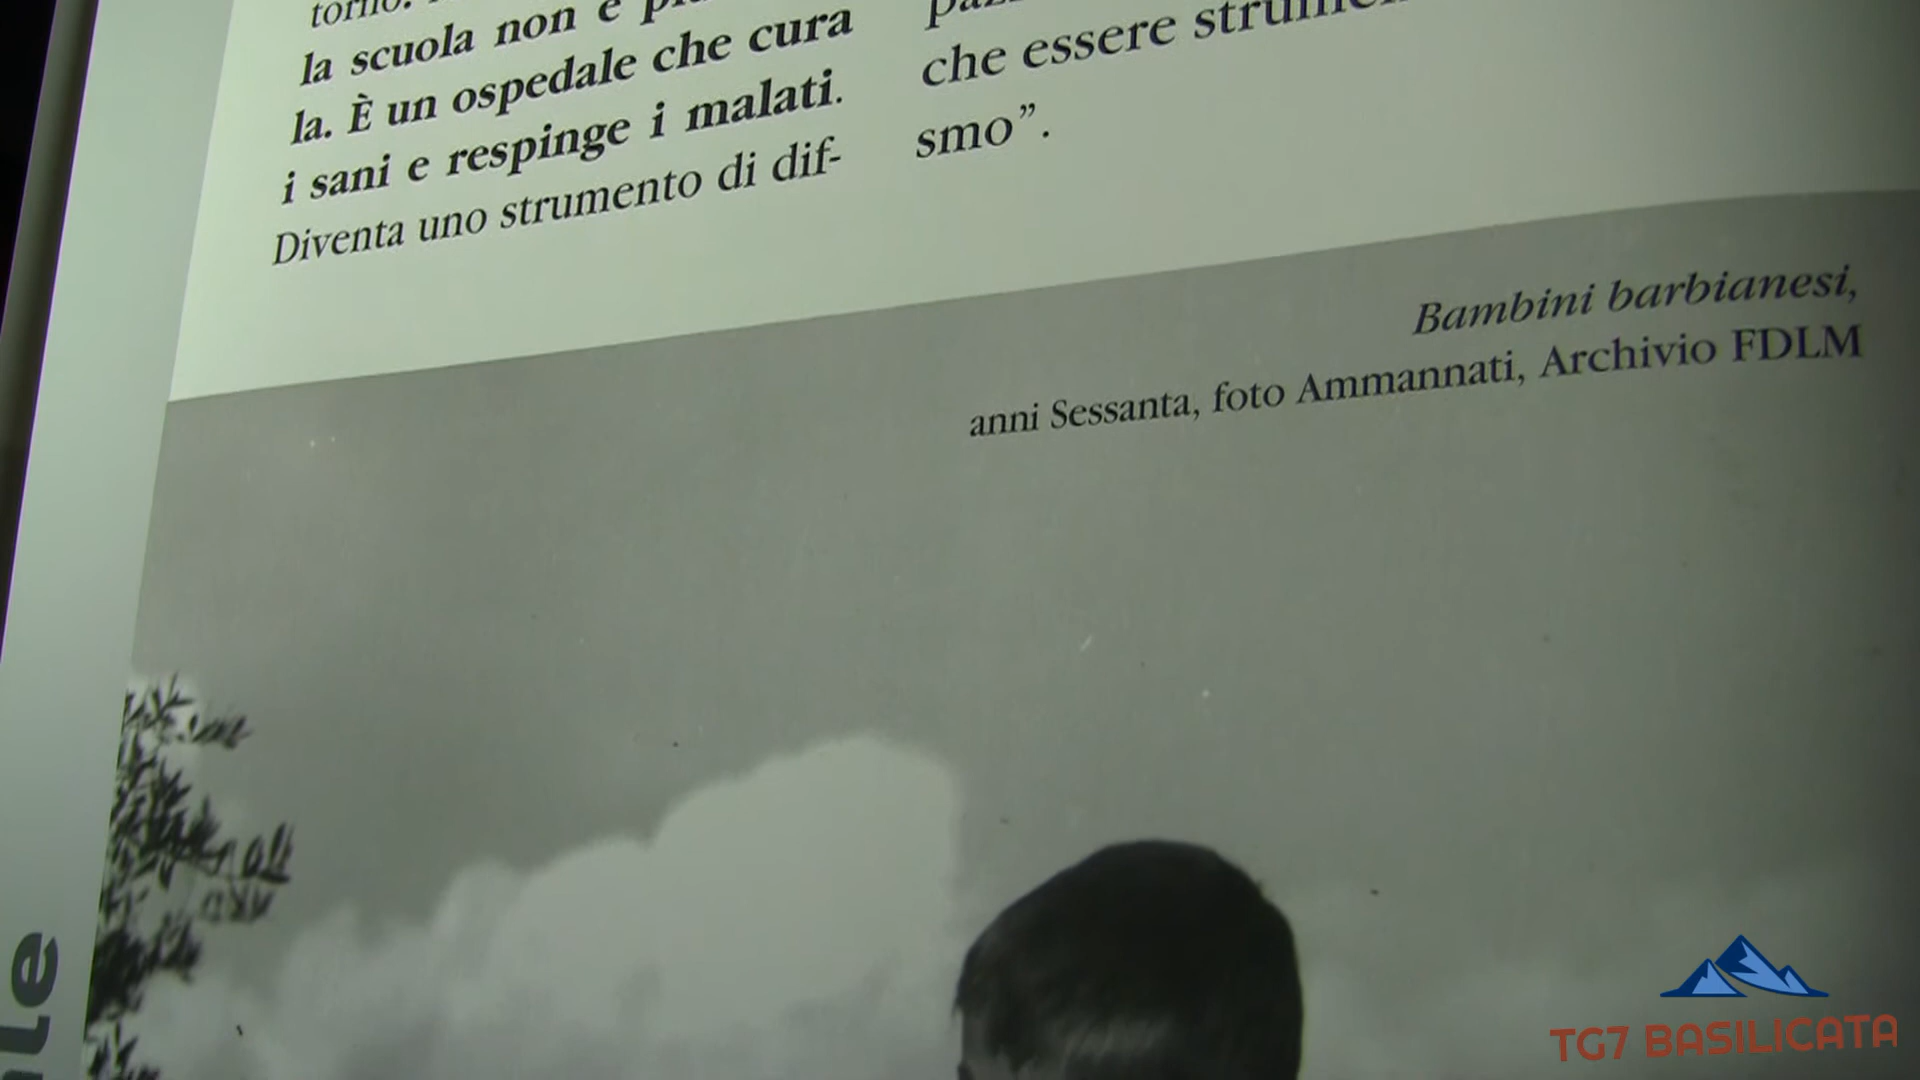 torno.
la scuola non è
la. È un ospedale che cura
i sani e respinge i malati.
Diventa uno strumento di dif-
che essere
smo”.
Bambini barbianesi,
anni Sessanta, foto Ammannati, Archivio FDLM
TG7 BASILICATA